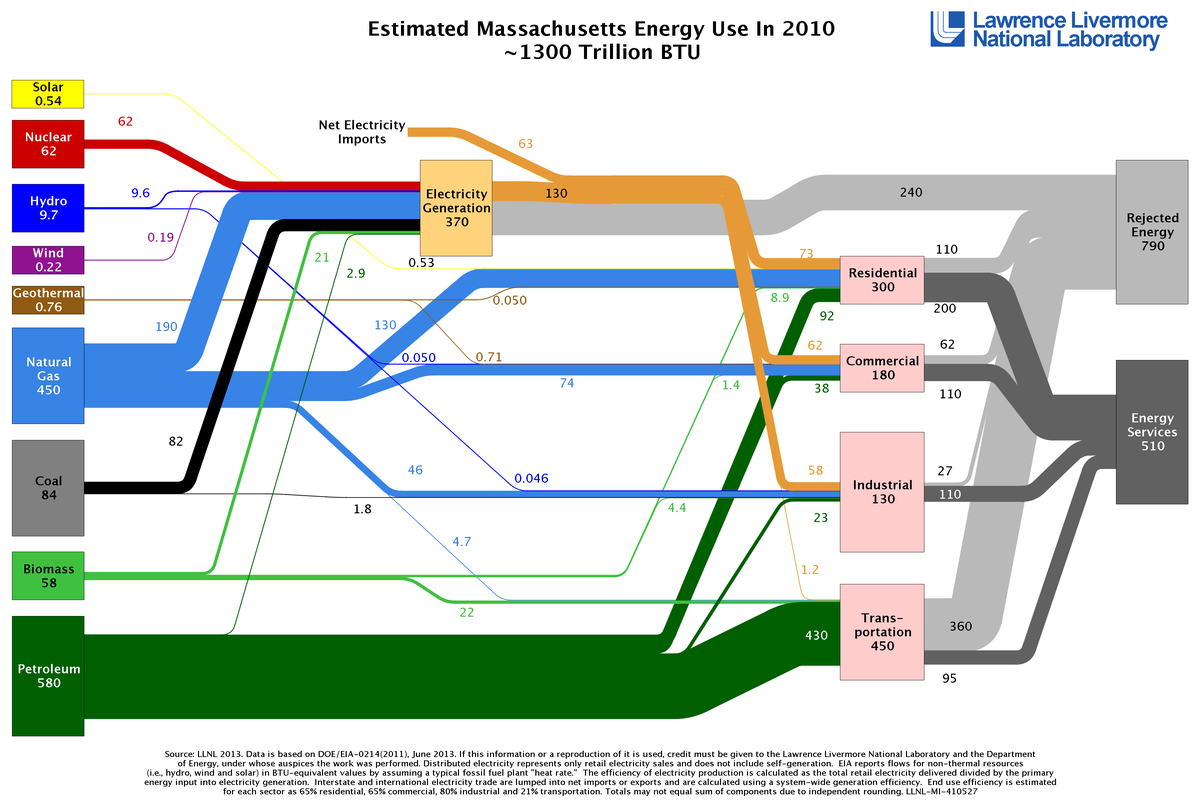 Estimated Massachusetts Energy Use In 2010
~1300 Trillion BTU
Lawrence Livermore
National Laboratory
Solar
0.54
Nuclear
62
62
Net Electricity
Imports
63
Hydro
9.7
9.6
Electricity
Generation
370
130
240
Rejected
Energy
790
Wind
0.22
0.19
21
2.9
0.53
73
Residential
300
110
200
Geothermal
0.76
0.050
8.9
92
Natural
Gas
450
190
130
0.050
0.71
74
62
Commercial
180
62
110
1.4
38
Energy
Services
510
Coal
84
82
46
0.046
1.8
4.4
58
Industrial
130
27
110
23
4.7
Biomass
58
22
1.2
Trans-
portation
450
360
95
Petroleum
580
430
Source: LLNL 2013. Data is based on DOE/EIA-0214(2011), June 2013. If this information or a reproduction of it is used, credit must be given to the Lawrence Livermore National Laboratory and the Department
of Energy, under whose auspices the work was performed. Distributed electricity represents only retail electricity sales and does not include self-generation. EIA reports flows for non-thermal resources
(i.e., hydro, wind and solar) in BTU-equivalent values by assuming a typical fossil fuel plant "heat rate." The efficiency of electricity production is calculated as the total retail electricity delivered divided by the primary
energy input into electricity generation. Interstate and international electricity trade are lumped into net imports or exports and are calculated using a system-wide generation efficiency. End use efficiency is estimated
for each sector as 65% residential, 65% commercial, 80% industrial and 21% transportation. Totals may not equal sum of components due to independent rounding. LLNL-MI-410527